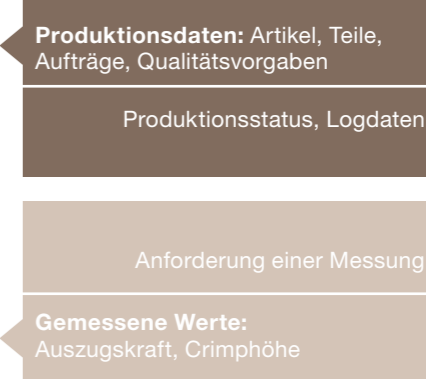 Produktionsdaten: Artikel, Teile,
Aufträge, Qualitätsvorgaben
Produktionsstatus, Logdaten
Anforderung einer Messung
Gemessene Werte:
Auszugskraft, Crimphöhe